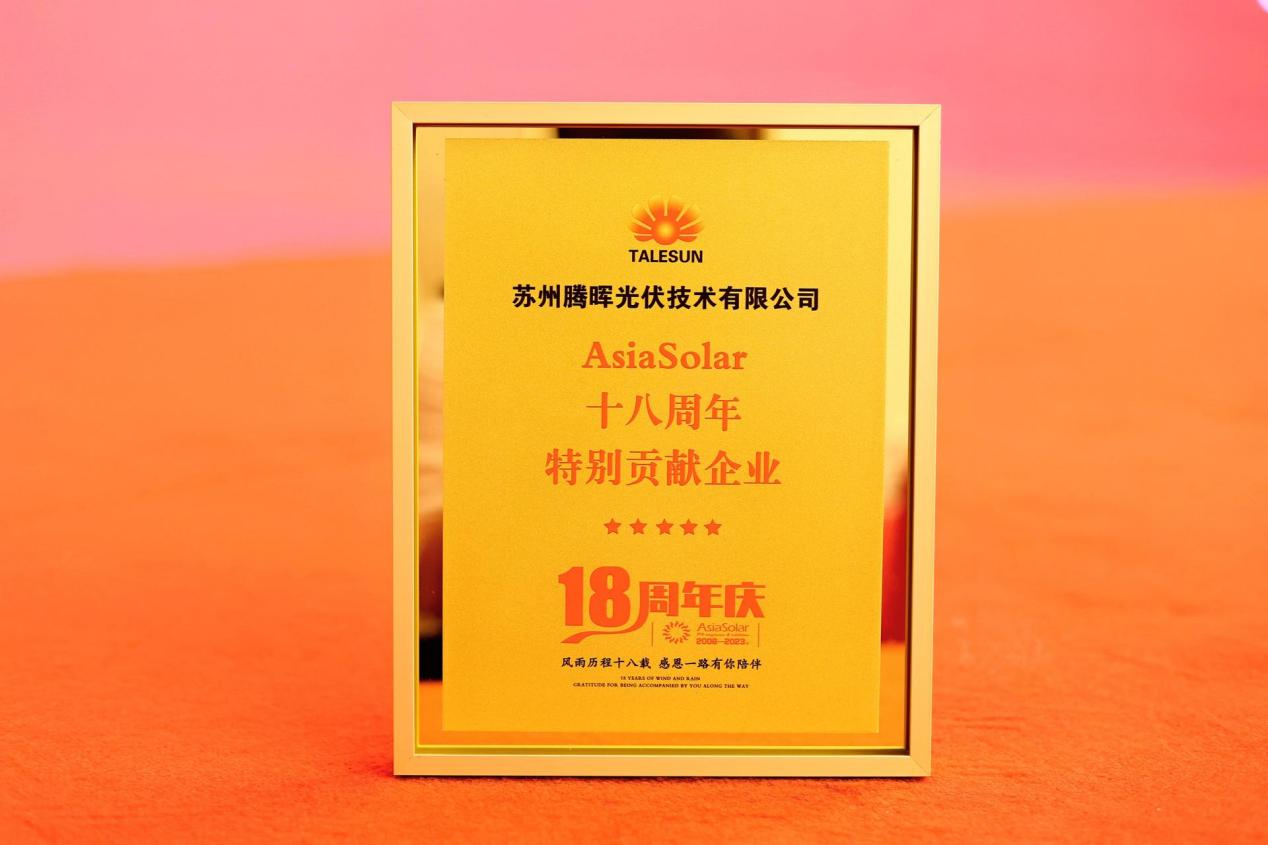 TALESUN
苏州腾晖光伏技术有限公司
AsiaSolar
十八周年
特别贡献企业
18周年庆
AsiaSolar
2006—2023
风雨历程十八载 感恩一路有你陪伴
18 YEARS OF WIND AND RAIN
GRATITUDE FOR BEING ACCOMPANIED BY YOU ALONG THE WAY